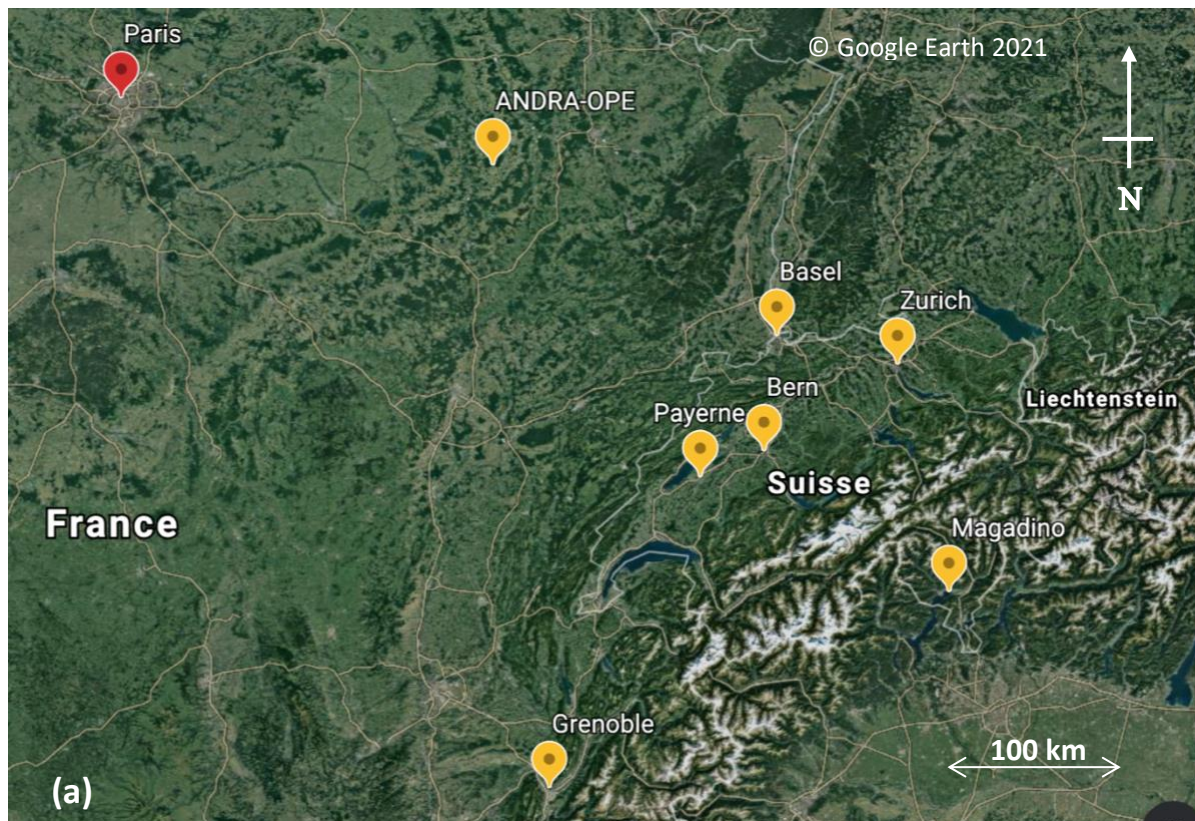 Paris
© Google Earth 2021
ANDRA-OPE
N
Basel
Zurich
Bern
Liechtenstein
Payerne
Suisse
France
Magadino
Grenoble
100 km
(a)